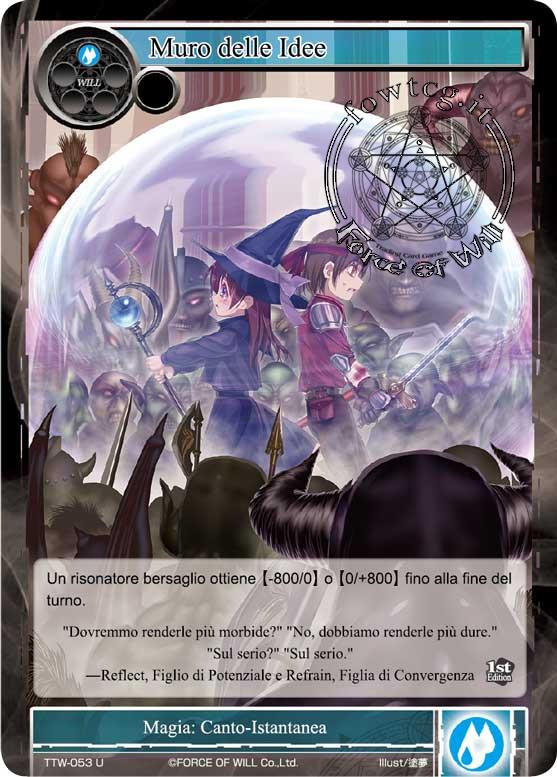 Muro delle Idee
WILL
fowtcg.it
Trading Card Game
Force Of Will
Un risonatore bersaglio ottiene 【-800/0】 o 【0/+800】 fino alla fine del
turno.
"Dovremmo renderle più morbide?" "No, dobbiamo renderle più dure."
"Sul serio?" "Sul serio."
—Reflect, Figlio di Potenziale e Refrain, Figlia di Convergenza
1st
Edition
Magia: Canto-Istantanea
TTW-053 U
©FORCE OF WILL Co.,Ltd.
Illust/塗夢